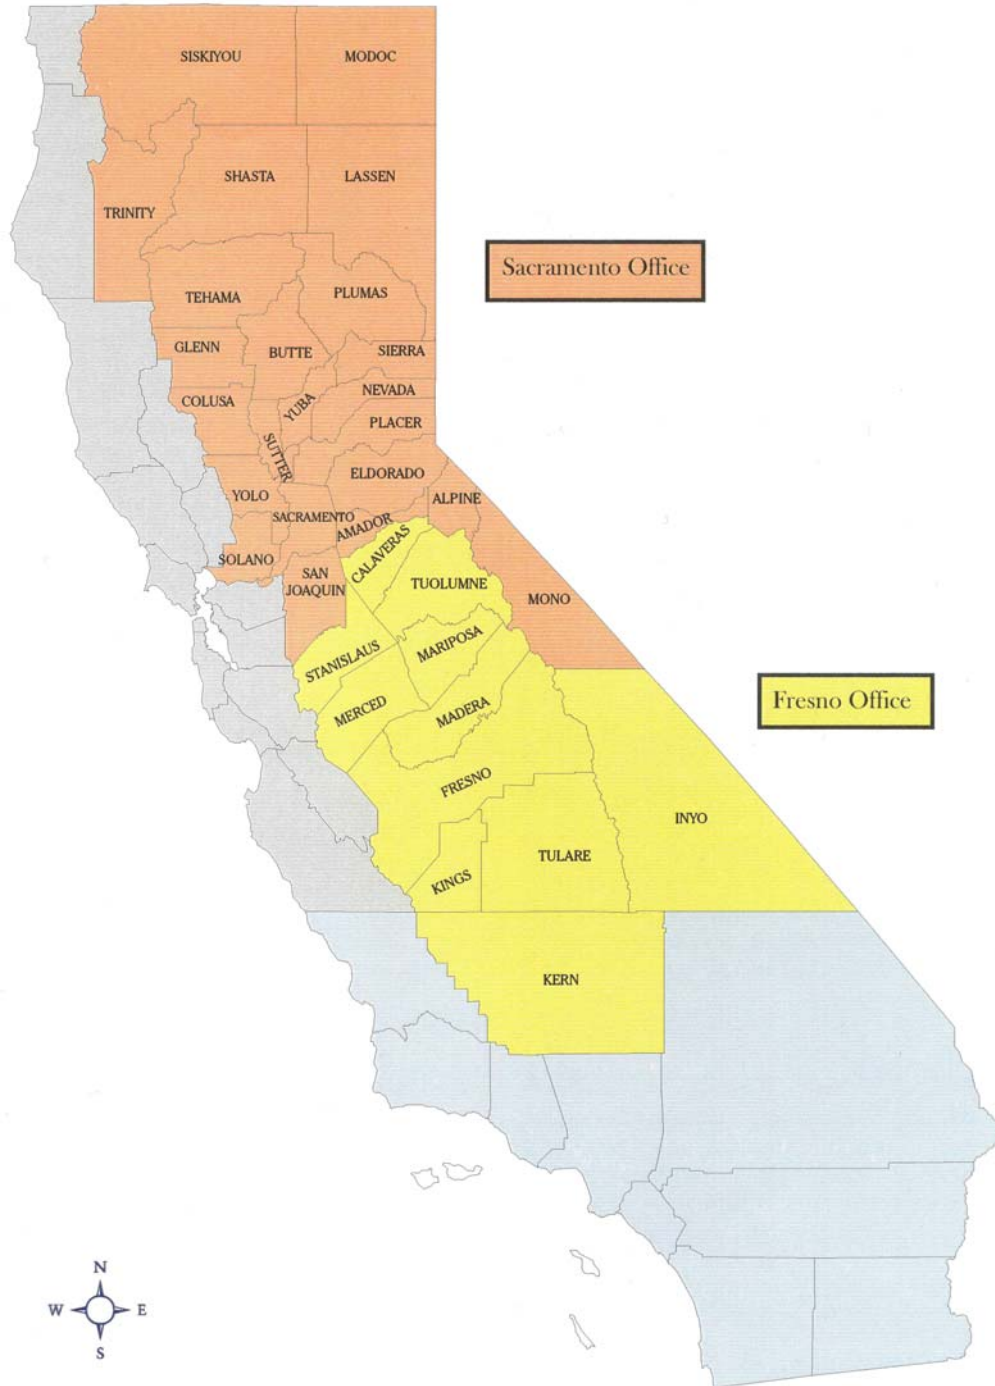 SISKIYOU
MODOC
SHASTA
LASSEN
TRINITY
Sacramento Office
TEHAMA
PLUMAS
GLENN
BUTTE
SIERRA
NEVADA
COLUSA
YUBA
PLACER
SUTTER
ELDORADO
YOLO
ALPINE
SACRAMENTO
AMADOR
CALAVERAS
SOLANO
SAN
JOAQUIN
TUOLUMNE
MONO
STANISLAUS
MARIPOSA
MERCED
MADERA
Fresno Office
FRESNO
INYO
TULARE
KINGS
KERN
N
W
E
S